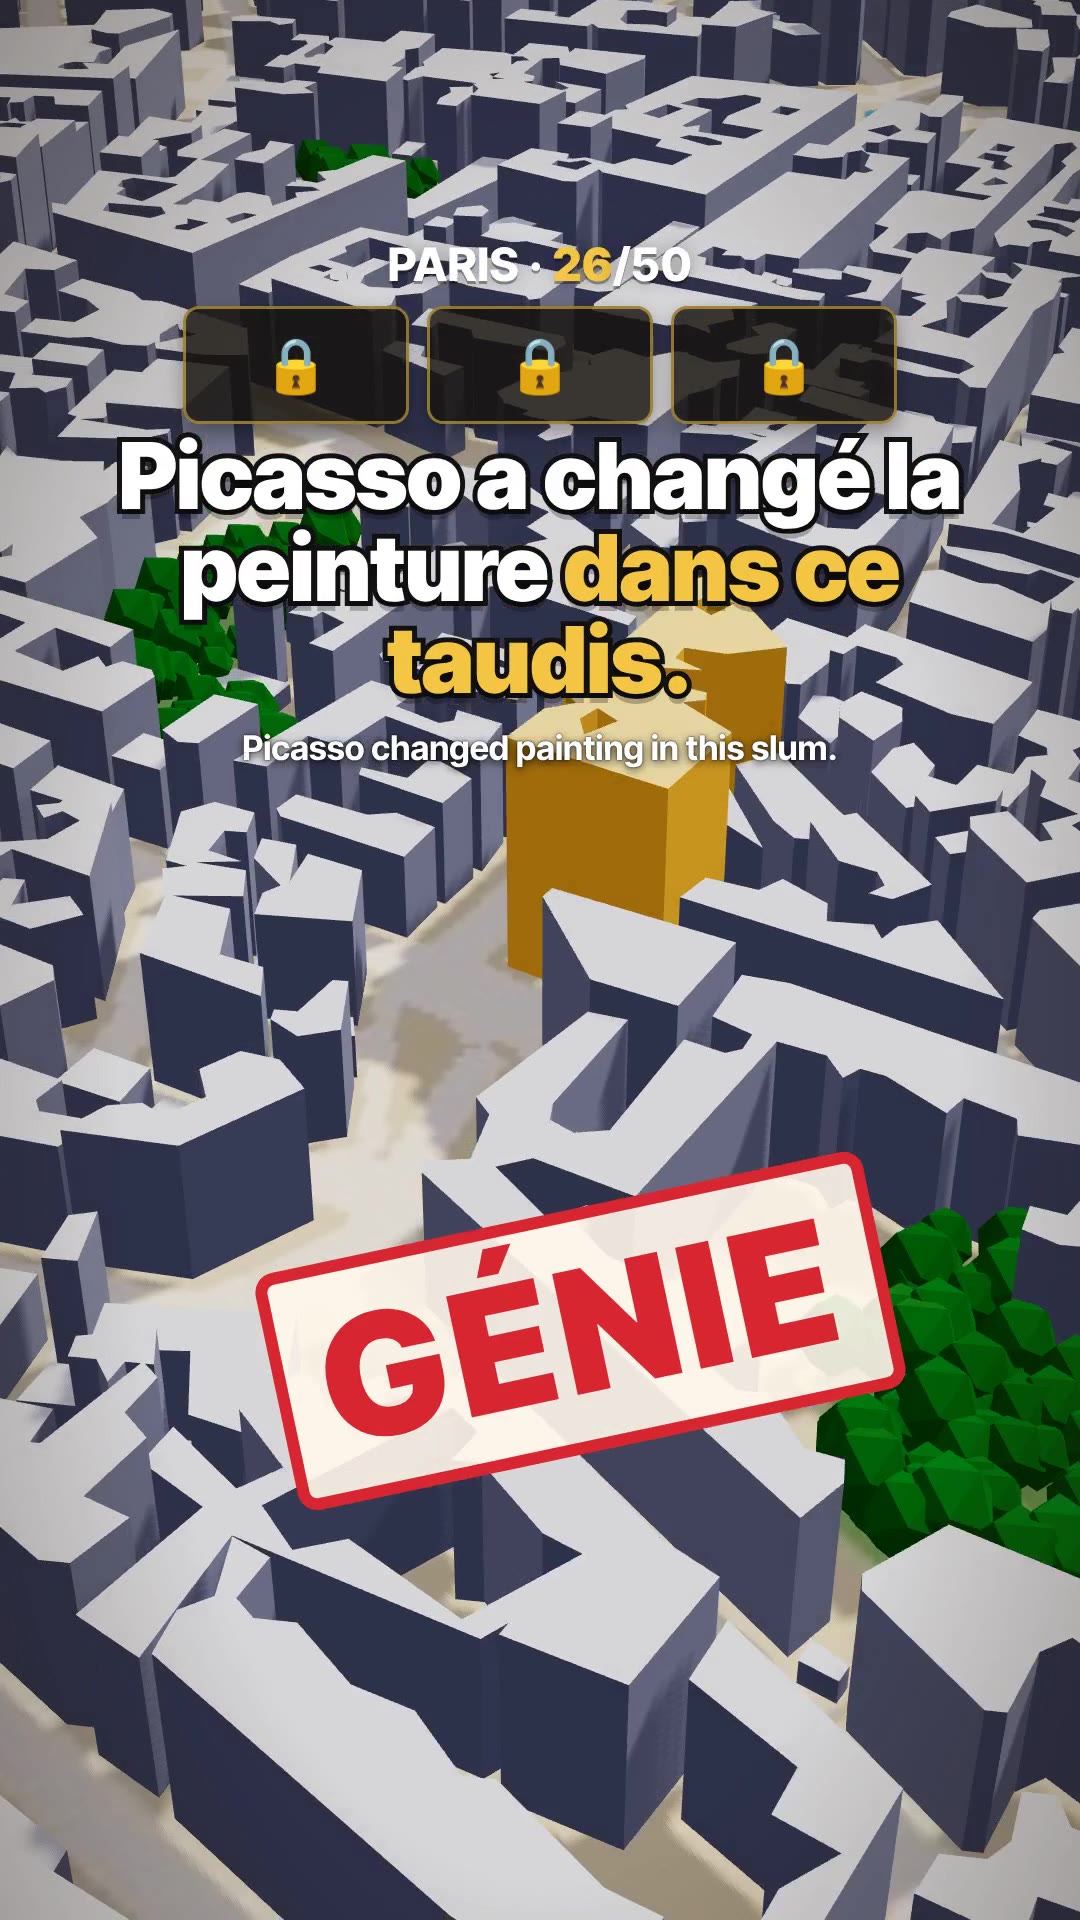 PARIS · 26/50
Picasso a changé la
peinture dans ce
taudis.
Picasso changed painting in this slum.
GÉNIE